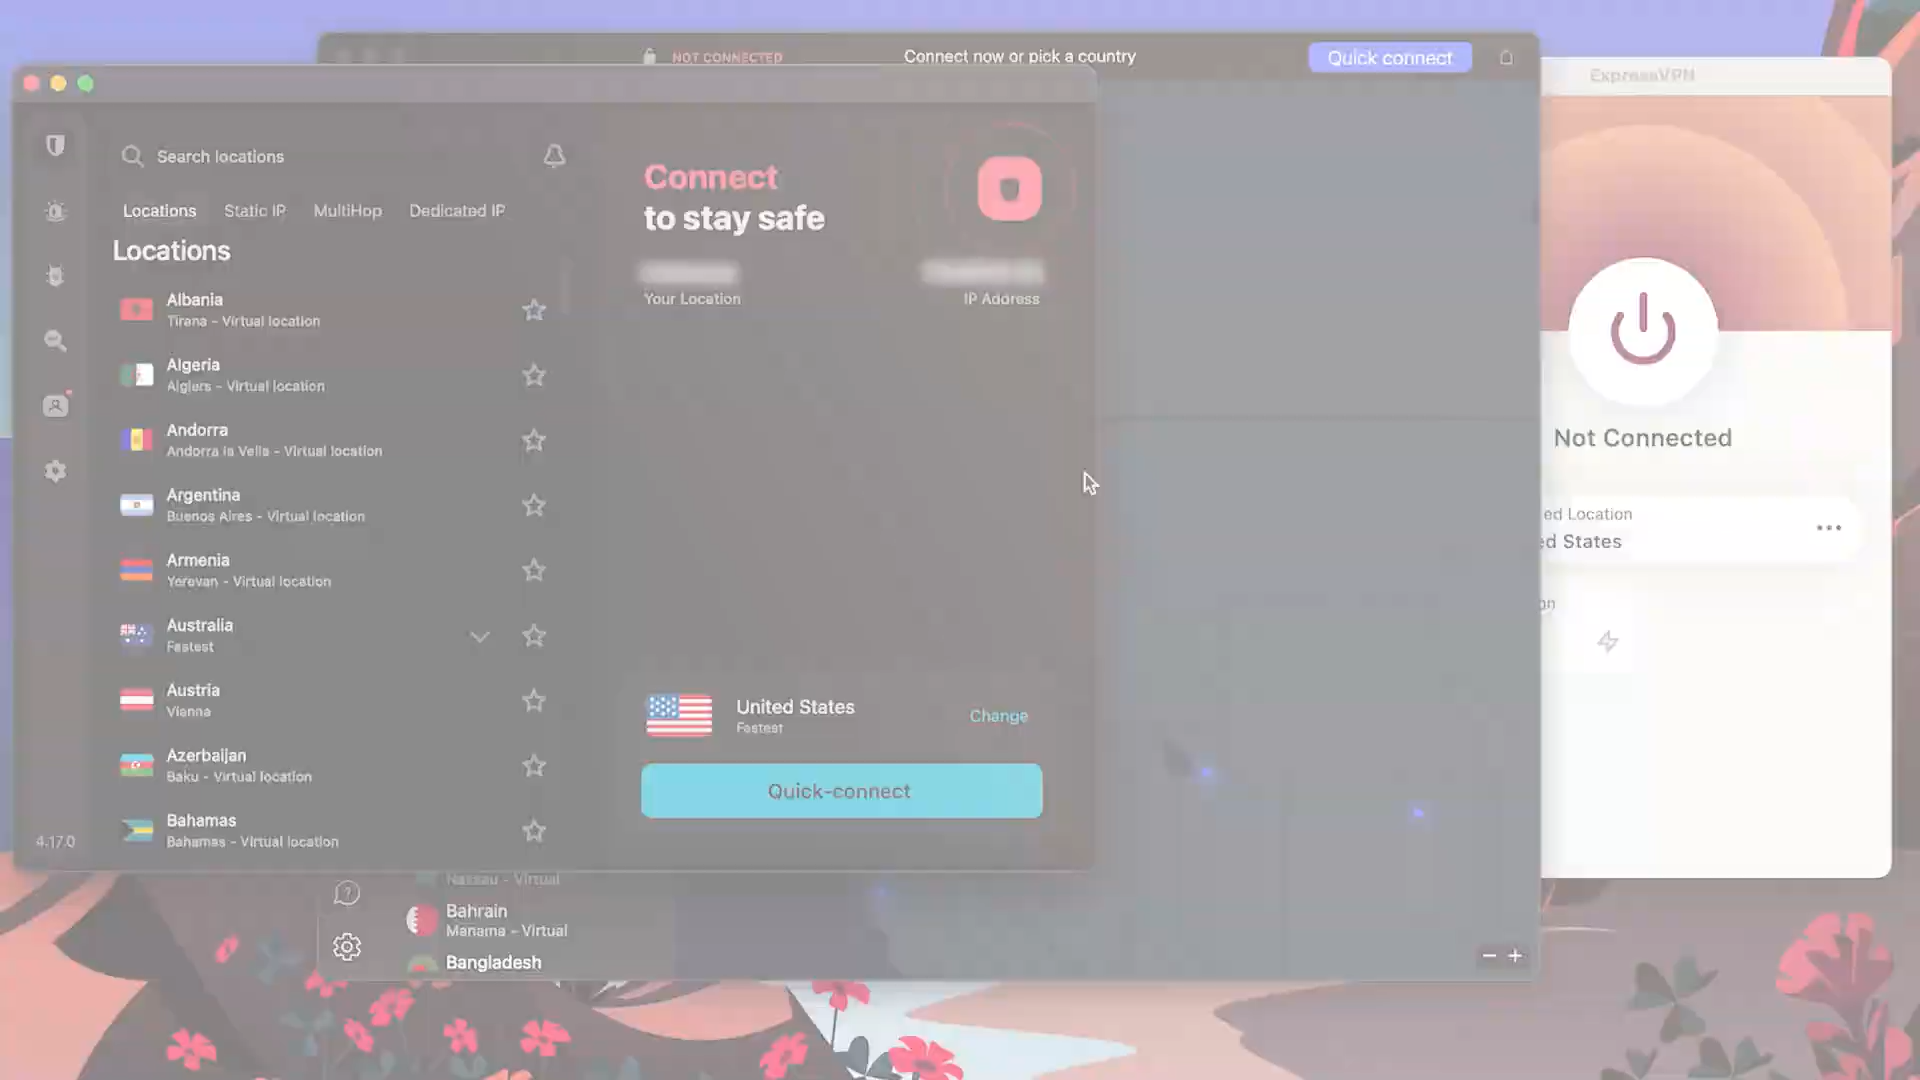 NOT CONNECTED
Connect now or pick a country
Quick connect
ExpressVPN
Search locations
Locations
Static IP
MultiHop
Dedicated IP
Locations
Albania
Tirana - Virtual location
Algeria
Algiers - Virtual location
Andorra
Andorra la Vella - Virtual location
Argentina
Buenos Aires - Virtual location
Armenia
Yerevan - Virtual location
Australia
Fastest
Austria
Vienna
Azerbaijan
Baku - Virtual location
Bahamas
Bahamas - Virtual location
4.17.0
Connect
to stay safe
Your Location
IP Address
United States
Fastest
Change
Quick-connect
Nassau - Virtual
Bahrain
Manama - Virtual
Bangladesh
Not Connected
ed Location
ed States
on